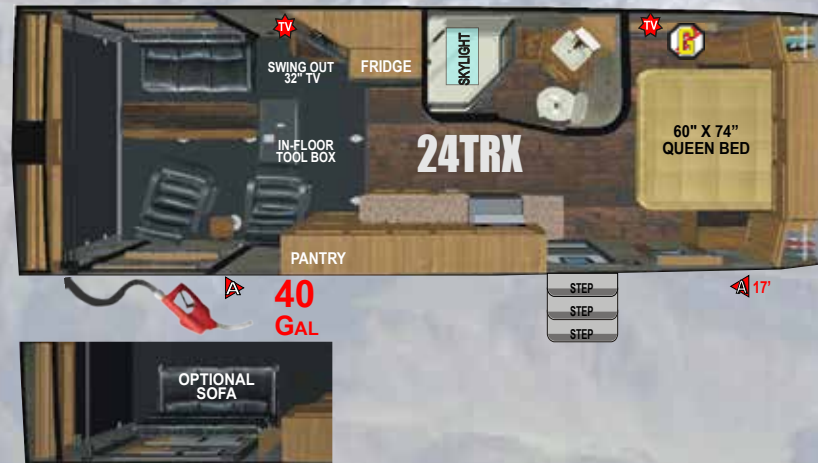 TV
SWING OUT
32" TV
FRIDGE
SKYLIGHT
TV
G
IN-FLOOR
TOOL BOX
24TRX
60" X 74”
QUEEN BED
PANTRY
A
40
GAL
STEP
STEP
STEP
A 17'
OPTIONAL
SOFA